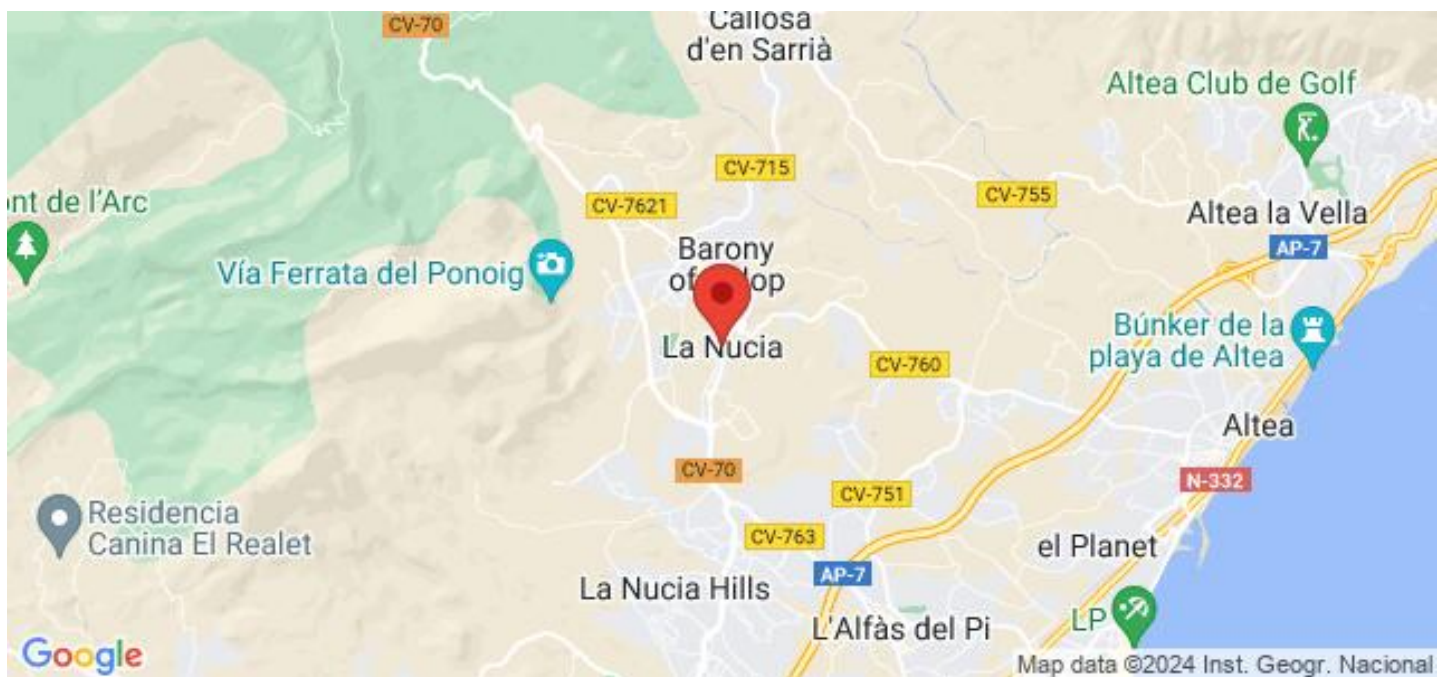 CV-70
Callosa
d'en Sarrià
Altea Club de Golf
CV-715
CV-755
CV-7621
ont de l'Arc
Altea la Vella
AP-7
Barony
Vía Ferrata del Ponoig
La Nucia
Búnker de la
playa de Altea
CV-760
Altea
CV-70
N-332
CV-751
Residencia
Canina El Realet
CV-763
el Planet
AP-7
La Nucia Hills
LP
L'Alfàs del Pi
Google
Map data ©2024 Inst. Geogr. Nacional